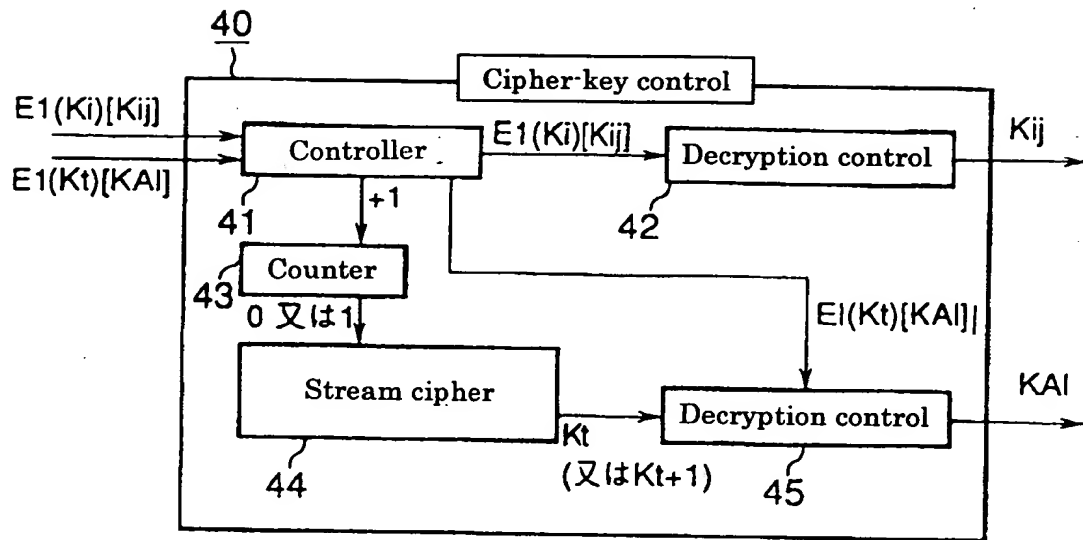 40
Cipher-key control
E1(Ki)[Kij]
E1(Kt)[KAl]
Controller
41
E1(Ki)[Kij]
Decryption control
42
Kij
+1
Counter
43
0 又は1
El(Kt)[KAl]
Stream cipher
44
Kt
(又はKt+1)
Decryption control
45
KAl